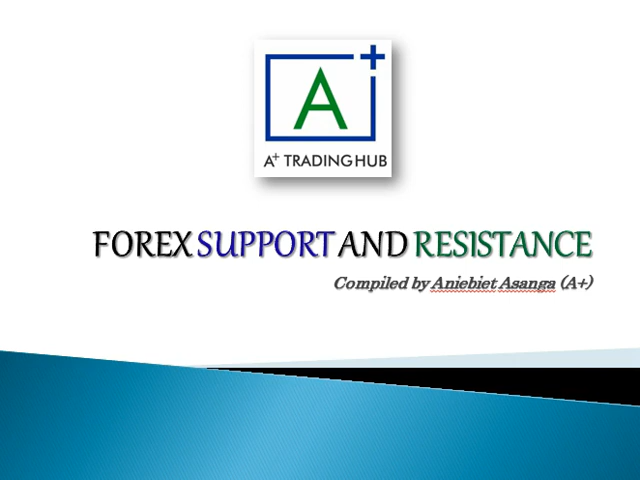 A+
A+ TRADING HUB
FOREX SUPPORT AND RESISTANCE
Compiled by Aniebiet Asanga (A+)